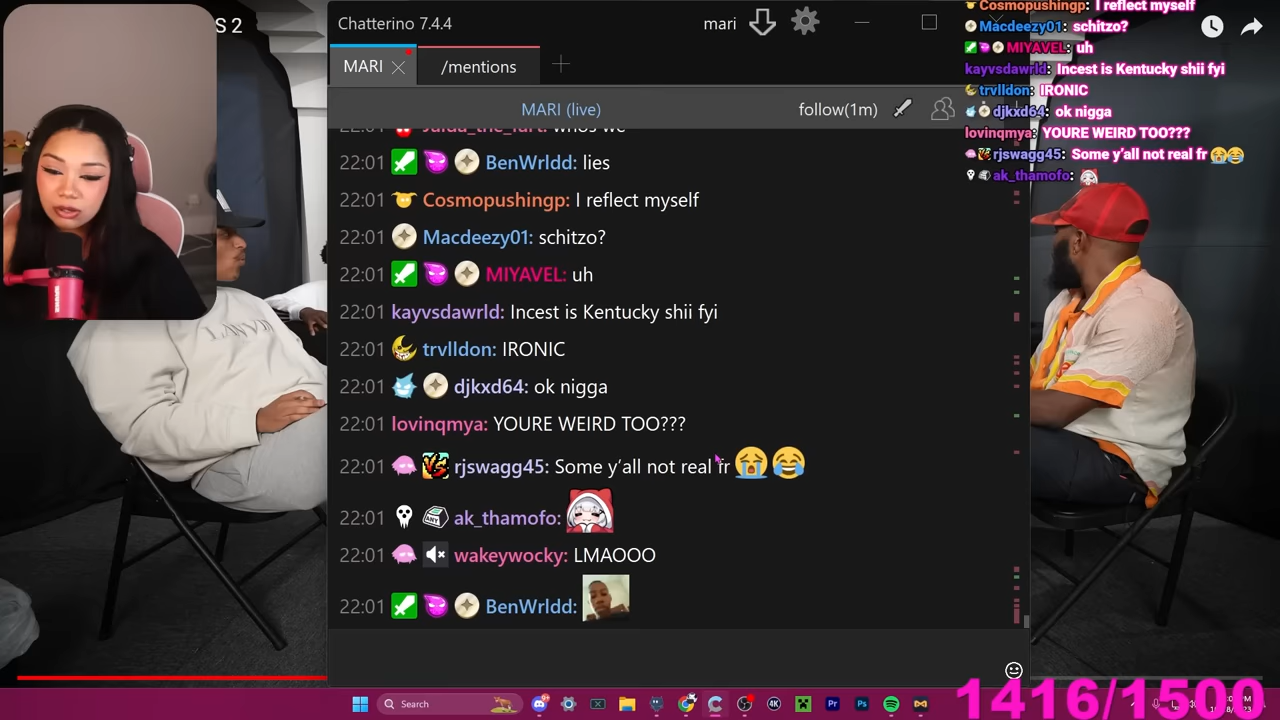 S 2
Chatterino 7.4.4
mari
MARI
/mentions
MARI (live)
follow(1m)
22:01 BenWrldd: lies
22:01 Cosmopushingp: I reflect myself
22:01 Macdeezy01: schitzo?
22:01 MIYAVEL: uh
22:01 kayvsdawrld: Incest is Kentucky shii fyi
22:01 trvlldon: IRONIC
22:01 djkxd64: ok nigga
22:01 lovinqmya: YOURE WEIRD TOO???
22:01 rjswagg45: Some y'all not real fr 😭😂
22:01 ak_thamofo:
22:01 wakeywocky: LMAOOO
22:01 BenWrldd:
Cosmopushingp: I reflect myself
Macdeezy01: schitzo?
MIYAVEL: uh
kayvsdawrld: Incest is Kentucky shii fyi
trvlldon: IRONIC
djkxd64: ok nigga
lovinqmya: YOURE WEIRD TOO???
rjswagg45: Some y'all not real fr 😭😂
ak_thamofo:
Search
4K
Pr
Ps
1416/1500